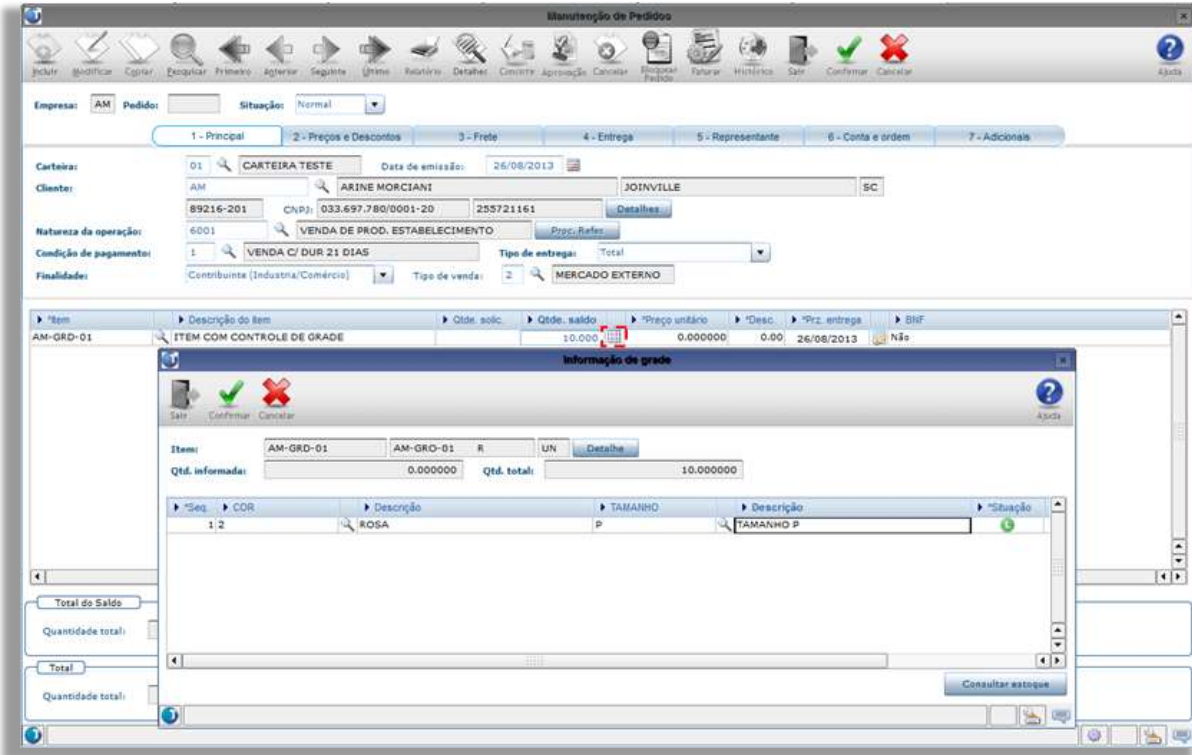 Manutenção de Pedidos
Incluir Modificar Copiar Pesquisar Primeiro Anterior Seguinte Último Relatório Detalhes Concorre Aprovação Cancelar Bloquear Pedido Faturar Histórico Sair Confirmar Cancelar Ajuda
Empresa: AM Pedido: Situação: Normal
1 - Principal 2 - Preços e Descontos 3 - Frete 4 - Entrega 5 - Representante 6 - Conta e ordem 7 - Adicionais
Carteira: 01 CARTEIRA TESTE Data de emissão: 26/08/2013
Cliente: AM ARINE MORCIANI JOINVILLE SC
89216-201 CNPJ: 033.697.780/0001-20 255721161 Detalhes
Natureza da operação: 6001 VENDA DE PROD. ESTABELECIMENTO Proc. Refer
Condição de pagamento: 1 VENDA C/ DUR 21 DIAS Tipo de entrega: Total
Finalidade: Contribuinte (Industria/Comércio) Tipo de venda: 2 MERCADO EXTERNO
*Item Descrição do item Qtde. solic. Qtde. saldo *Preço unitário *Desc. *Prz. entrega BNF
AM-GRD-01 ITEM COM CONTROLE DE GRADE 10.000 0.000000 0.00 26/08/2013 Não
Informação de grade
Sair Confirmar Cancelar Ajuda
Item: AM-GRD-01 AM-GRO-01 R UN Detalhe
Qtd. informada: 0.000000 Qtd. total: 10.000000
*Seq. COR Descrição TAMANHO Descrição *Situação
1 2 ROSA P TAMANHO P
Total do Saldo
Quantidade total:
Total
Quantidade total:
Consultar estoque